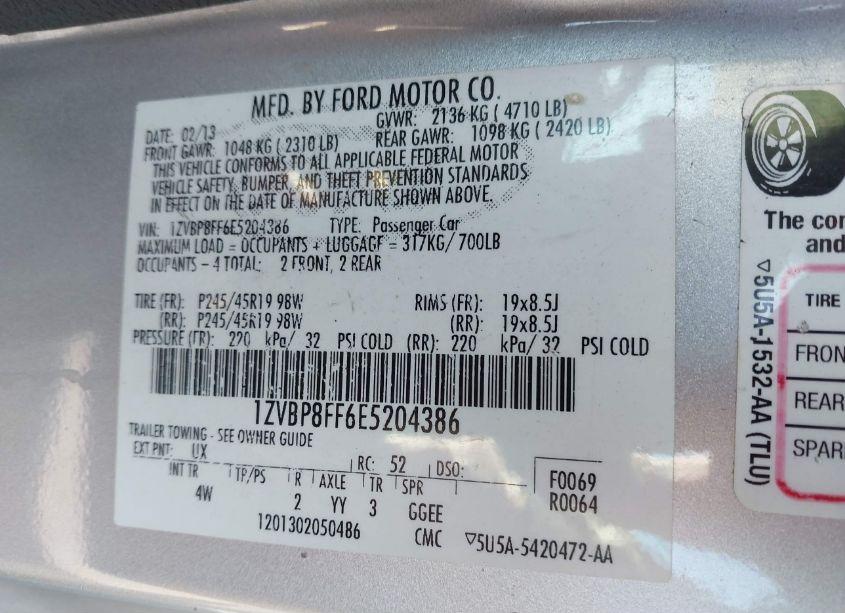 MFD. BY FORD MOTOR CO.
DATE: 02/13 GVWR: 2136 KG ( 4710 LB)
FRONT GAWR: 1048 KG ( 2310 LB) REAR GAWR: 1098 KG ( 2420 LB)
THIS VEHICLE CONFORMS TO ALL APPLICABLE FEDERAL MOTOR
VEHICLE SAFETY, BUMPER, AND THEFT PREVENTION STANDARDS
IN EFFECT ON THE DATE OF MANUFACTURE SHOWN ABOVE.
VIN: 1ZVBP8FF6E5204386 TYPE: Passenger Car
MAXIMUM LOAD = OCCUPANTS + LUGGAGE = 317KG/700LB
OCCUPANTS - 4 TOTAL: 2 FRONT, 2 REAR
TIRE (FR): P245/45R19 98W RIMS (FR): 19x8.5J
(RR): P245/45R19 98W (RR): 19x8.5J
PRESSURE (FR): 220 kPa/ 32 PSI COLD (RR): 220 kPa/ 32 PSI COLD
1ZVBP8FF6E5204386
TRAILER TOWING - SEE OWNER GUIDE
EXT PNT: UX RC: 52 DSO:
INT TR TP/PS R AXLE TR SPR
4W 2 YY 3 GGEE
F0069
R0064
1201302050486 CMC ▽5U5A-5420472-AA
The con
and
▽5U5A-1532-AA (TLU)
TIRE
FRON
REAR
SPAR